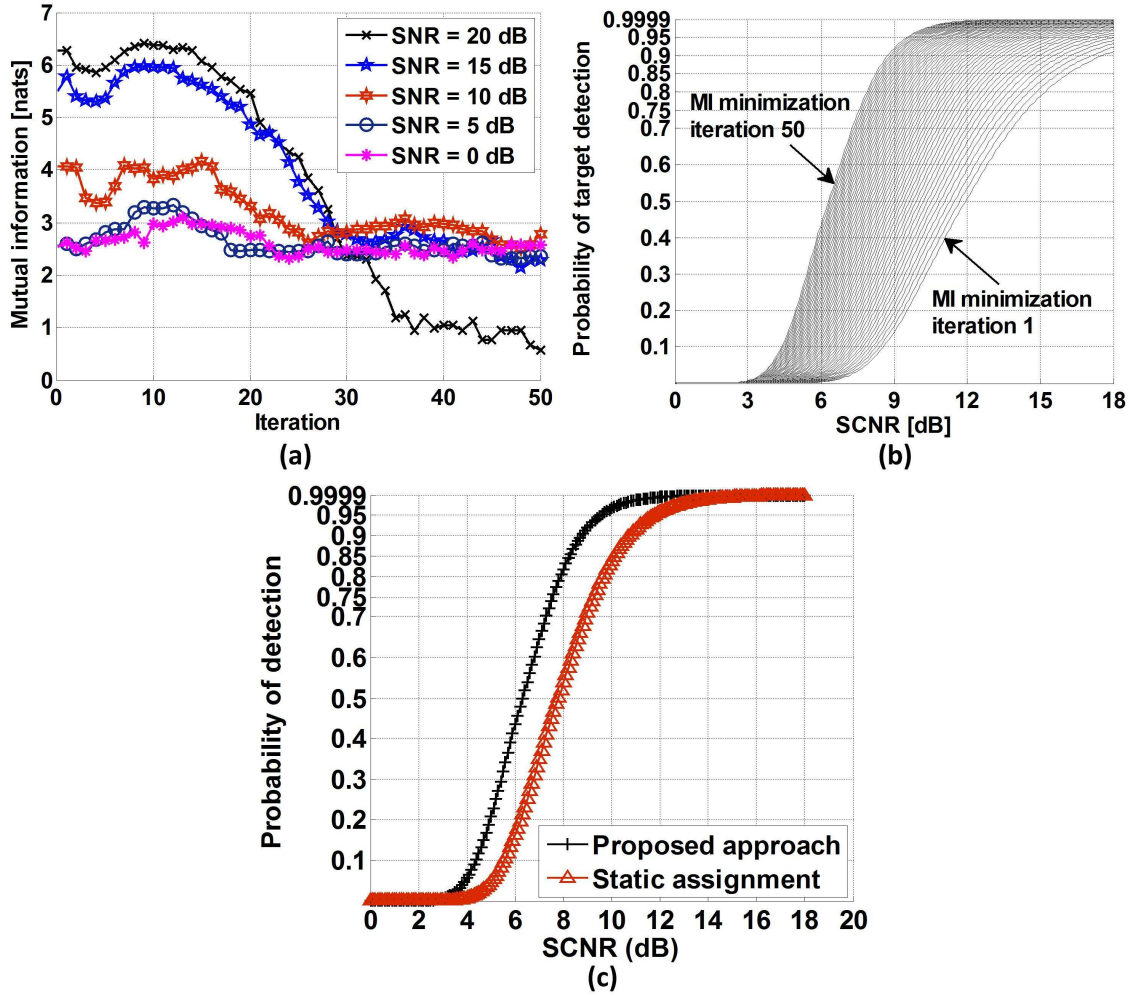 Mutual information [nats]
7
6
5
4
3
2
1
0
SNR = 20 dB
SNR = 15 dB
SNR = 10 dB
SNR = 5 dB
SNR = 0 dB
0 10 20 30 40 50
Iteration
(a)
Probability of target detection
0.9999
0.95
0.9
0.85
0.8
0.75
0.7
0.6
0.5
0.4
0.3
0.2
0.1
MI minimization
iteration 50
MI minimization
iteration 1
0 3 6 9 12 15 18
SCNR [dB]
(b)
Probability of detection
0.9999
0.95
0.9
0.85
0.8
0.75
0.7
0.6
0.5
0.4
0.3
0.2
0.1
Proposed approach
Static assignment
0 2 4 6 8 10 12 14 16 18 20
SCNR (dB)
(c)